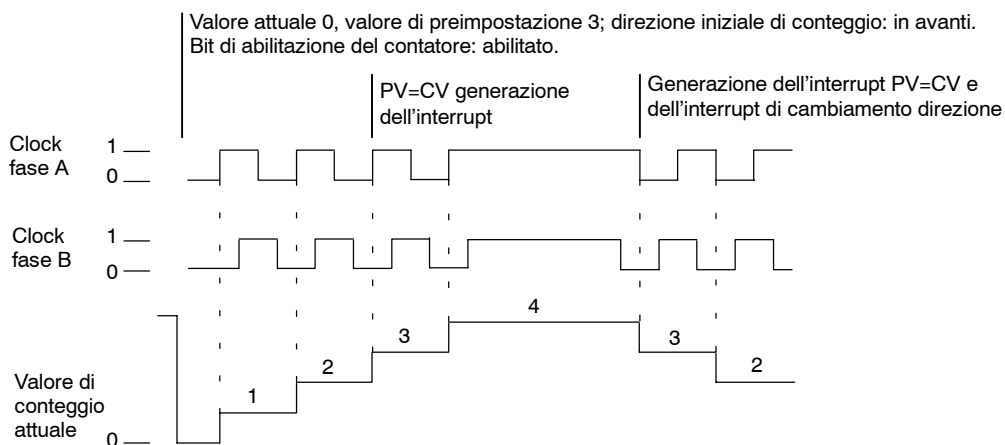 Valore attuale 0, valore di preimpostazione 3; direzione iniziale di conteggio: in avanti.
Bit di abilitazione del contatore: abilitato.
PV=CV generazione
dell'interrupt
Generazione dell'interrupt PV=CV e
dell'interrupt di cambiamento direzione
Clock
fase A
1
0
Clock
fase B
1
0
4
3
3
2
2
1
Valore di
conteggio
attuale
0